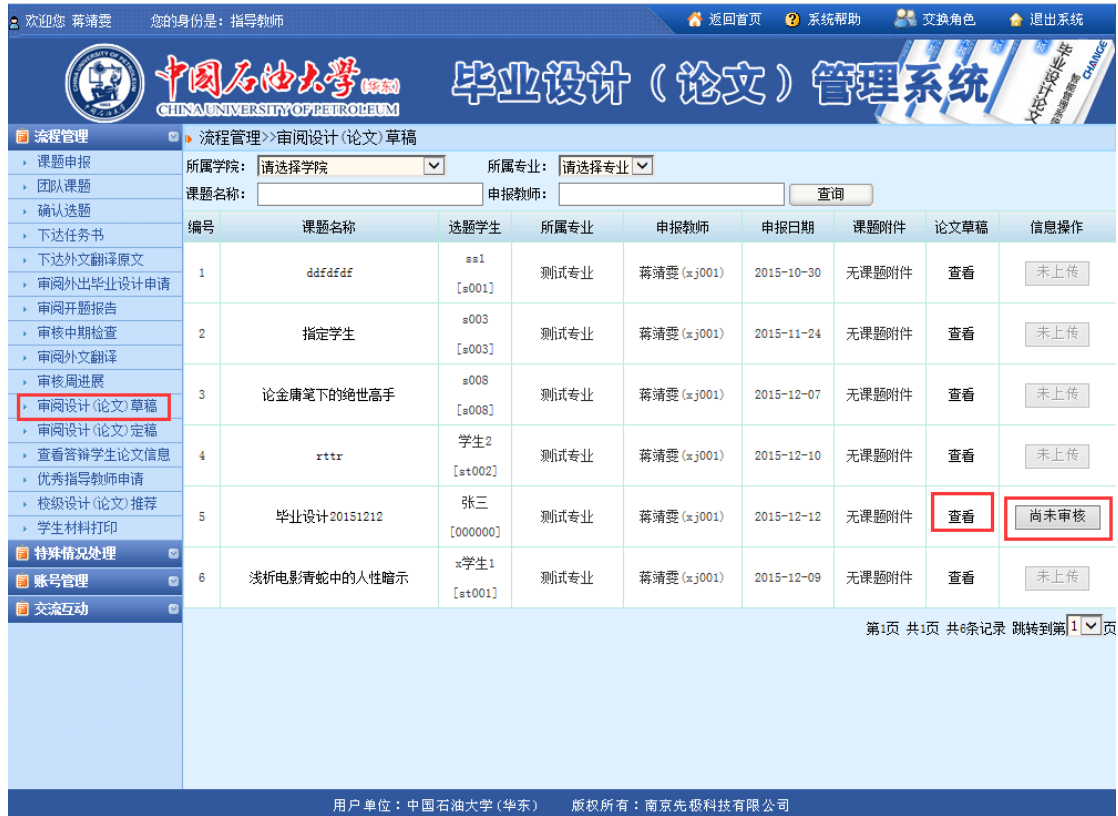 欢迎您 蒋靖雯 您的身份是: 指导教师 返回首页 系统帮助 交换角色 退出系统
中国石油大学(华东) 毕业设计（论文）管理系统
CHINA UNIVERSITY OF PETROLEUM
流程管理
课题申报
团队课题
确认选题
下达任务书
下达外文翻译原文
审阅外出毕业设计申请
审阅开题报告
审核中期检查
审阅外文翻译
审核周进展
审阅设计(论文)草稿
审阅设计(论文)定稿
查看答辩学生论文信息
优秀指导教师申请
校级设计(论文)推荐
学生材料打印
特殊情况处理
账号管理
交流互动
流程管理>>审阅设计(论文)草稿
所属学院: 请选择学院 所属专业: 请选择专业
课题名称: 申报教师: 查询
编号 课题名称 选题学生 所属专业 申报教师 申报日期 课题附件 论文草稿 信息操作
1 ddfdfdf ss1 [s001] 测试专业 蒋靖雯(xj001) 2015-10-30 无课题附件 查看 未上传
2 指定学生 s003 [s003] 测试专业 蒋靖雯(xj001) 2015-11-24 无课题附件 查看 未上传
3 论金庸笔下的绝世高手 s008 [s008] 测试专业 蒋靖雯(xj001) 2015-12-07 无课题附件 查看 未上传
4 rttr 学生2 [st002] 测试专业 蒋靖雯(xj001) 2015-12-10 无课题附件 查看 未上传
5 毕业设计20151212 张三 [000000] 测试专业 蒋靖雯(xj001) 2015-12-12 无课题附件 查看 尚未审核
6 浅析电影青蛇中的人性暗示 x学生1 [st001] 测试专业 蒋靖雯(xj001) 2015-12-09 无课题附件 查看 未上传
第1页 共1页 共6条记录 跳转到第 1 页
用户单位：中国石油大学(华东) 版权所有：南京先极科技有限公司